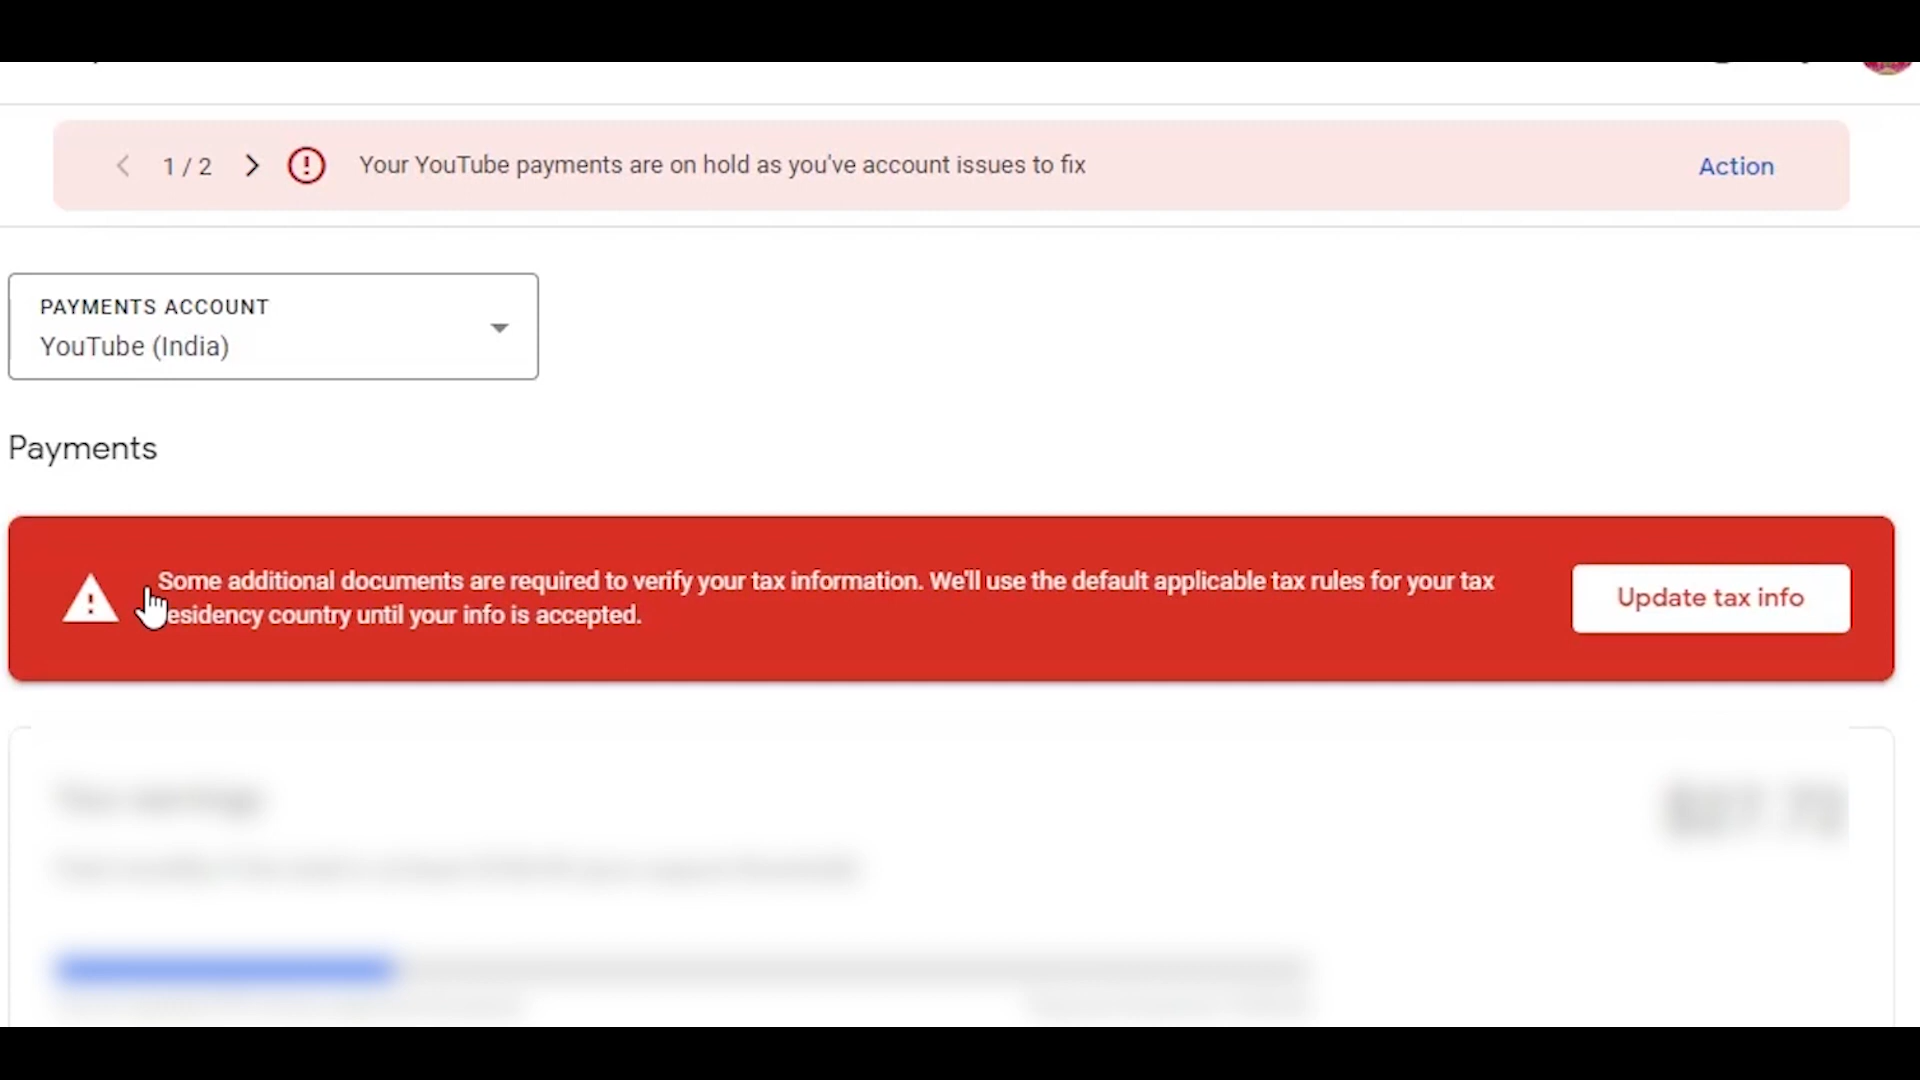 1 / 2
Your YouTube payments are on hold as you've account issues to fix
Action
PAYMENTS ACCOUNT
YouTube (India)
Payments
Some additional documents are required to verify your tax information. We'll use the default applicable tax rules for your tax
esidency country until your info is accepted.
Update tax info